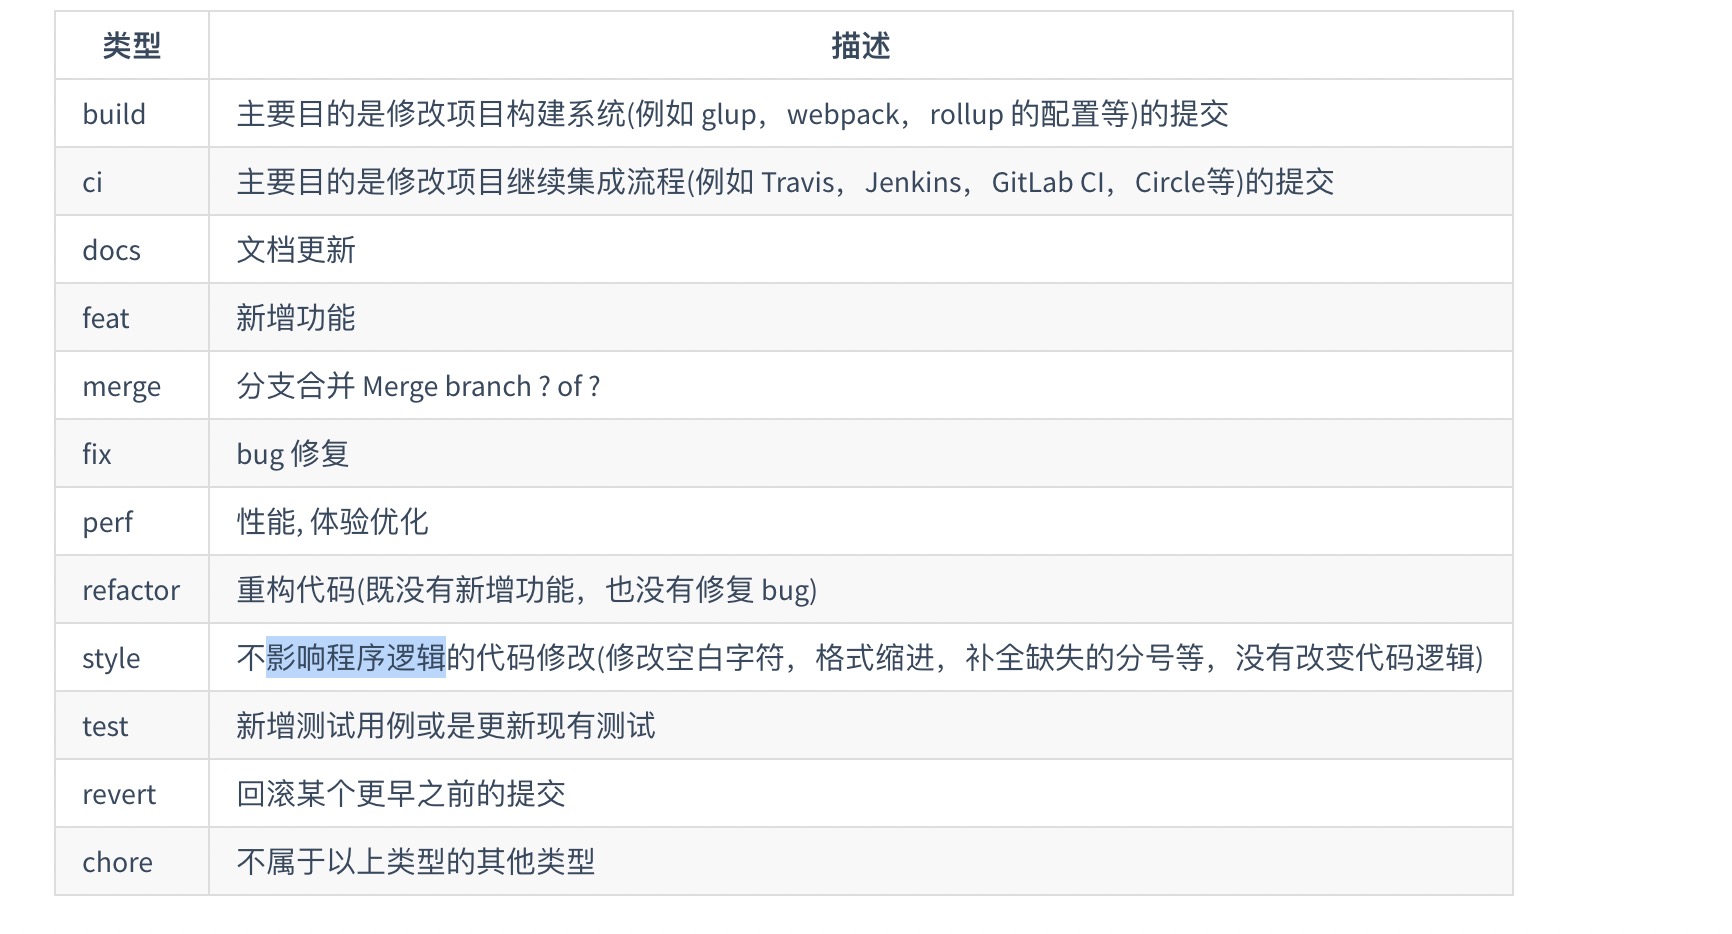 类型 描述
build 主要目的是修改项目构建系统(例如 glup，webpack，rollup 的配置等)的提交
ci 主要目的是修改项目继续集成流程(例如 Travis，Jenkins，GitLab CI，Circle等)的提交
docs 文档更新
feat 新增功能
merge 分支合并 Merge branch ? of ?
fix bug 修复
perf 性能, 体验优化
refactor 重构代码(既没有新增功能，也没有修复 bug)
style 不影响程序逻辑的代码修改(修改空白字符，格式缩进，补全缺失的分号等，没有改变代码逻辑)
test 新增测试用例或是更新现有测试
revert 回滚某个更早之前的提交
chore 不属于以上类型的其他类型